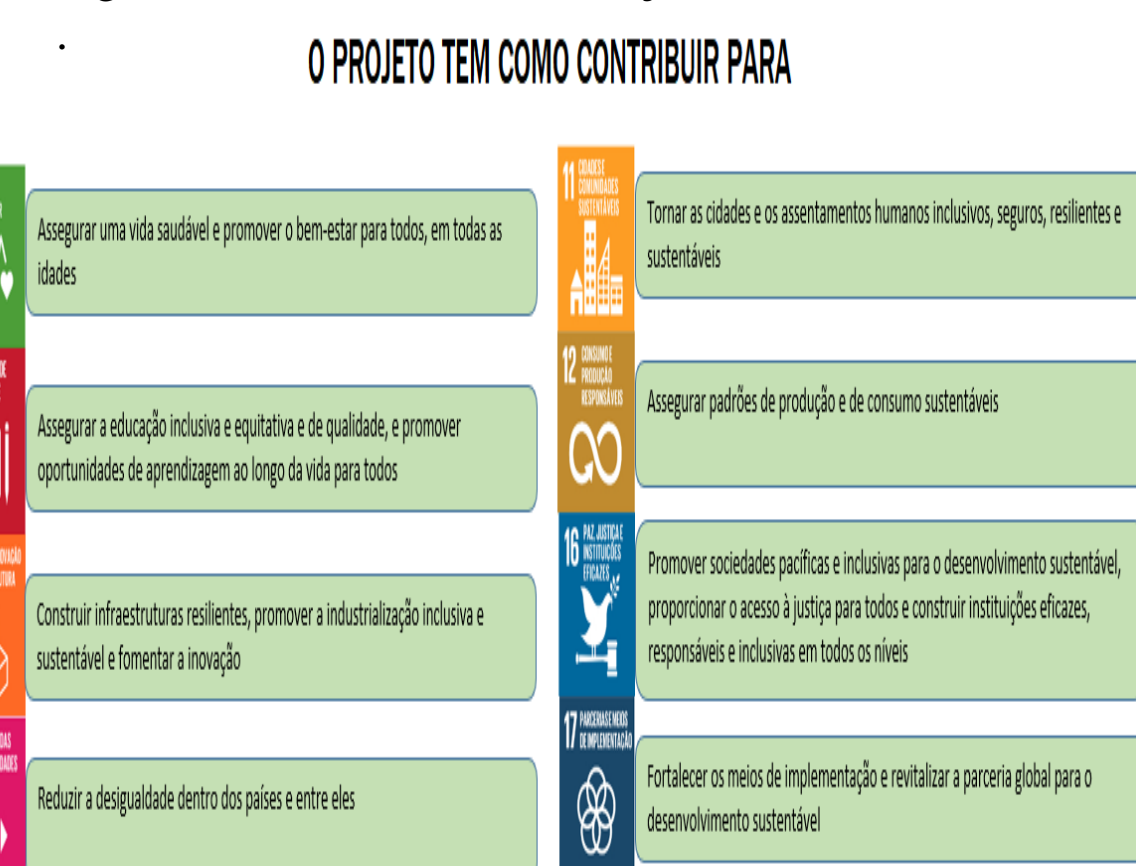 O PROJETO TEM COMO CONTRIBUIR PARA
Assegurar uma vida saudável e promover o bem-estar para todos, em todas as
idades
Assegurar a educação inclusiva e equitativa e de qualidade, e promover
oportunidades de aprendizagem ao longo da vida para todos
Construir infraestruturas resilientes, promover a industrialização inclusiva e
sustentável e fomentar a inovação
Reduzir a desigualdade dentro dos países e entre eles
11 CIDADES E
COMUNIDADES
SUSTENTÁVEIS
Tornar as cidades e os assentamentos humanos inclusivos, seguros, resilientes e
sustentáveis
12 CONSUMO E
PRODUÇÃO
RESPONSÁVEIS
Assegurar padrões de produção e de consumo sustentáveis
16 PAZ, JUSTIÇA E
INSTITUIÇÕES
EFICAZES
Promover sociedades pacíficas e inclusivas para o desenvolvimento sustentável,
proporcionar o acesso à justiça para todos e construir instituições eficazes,
responsáveis e inclusivas em todos os níveis
17 PARCERIAS E MEIOS
DE IMPLEMENTAÇÃO
Fortalecer os meios de implementação e revitalizar a parceria global para o
desenvolvimento sustentável